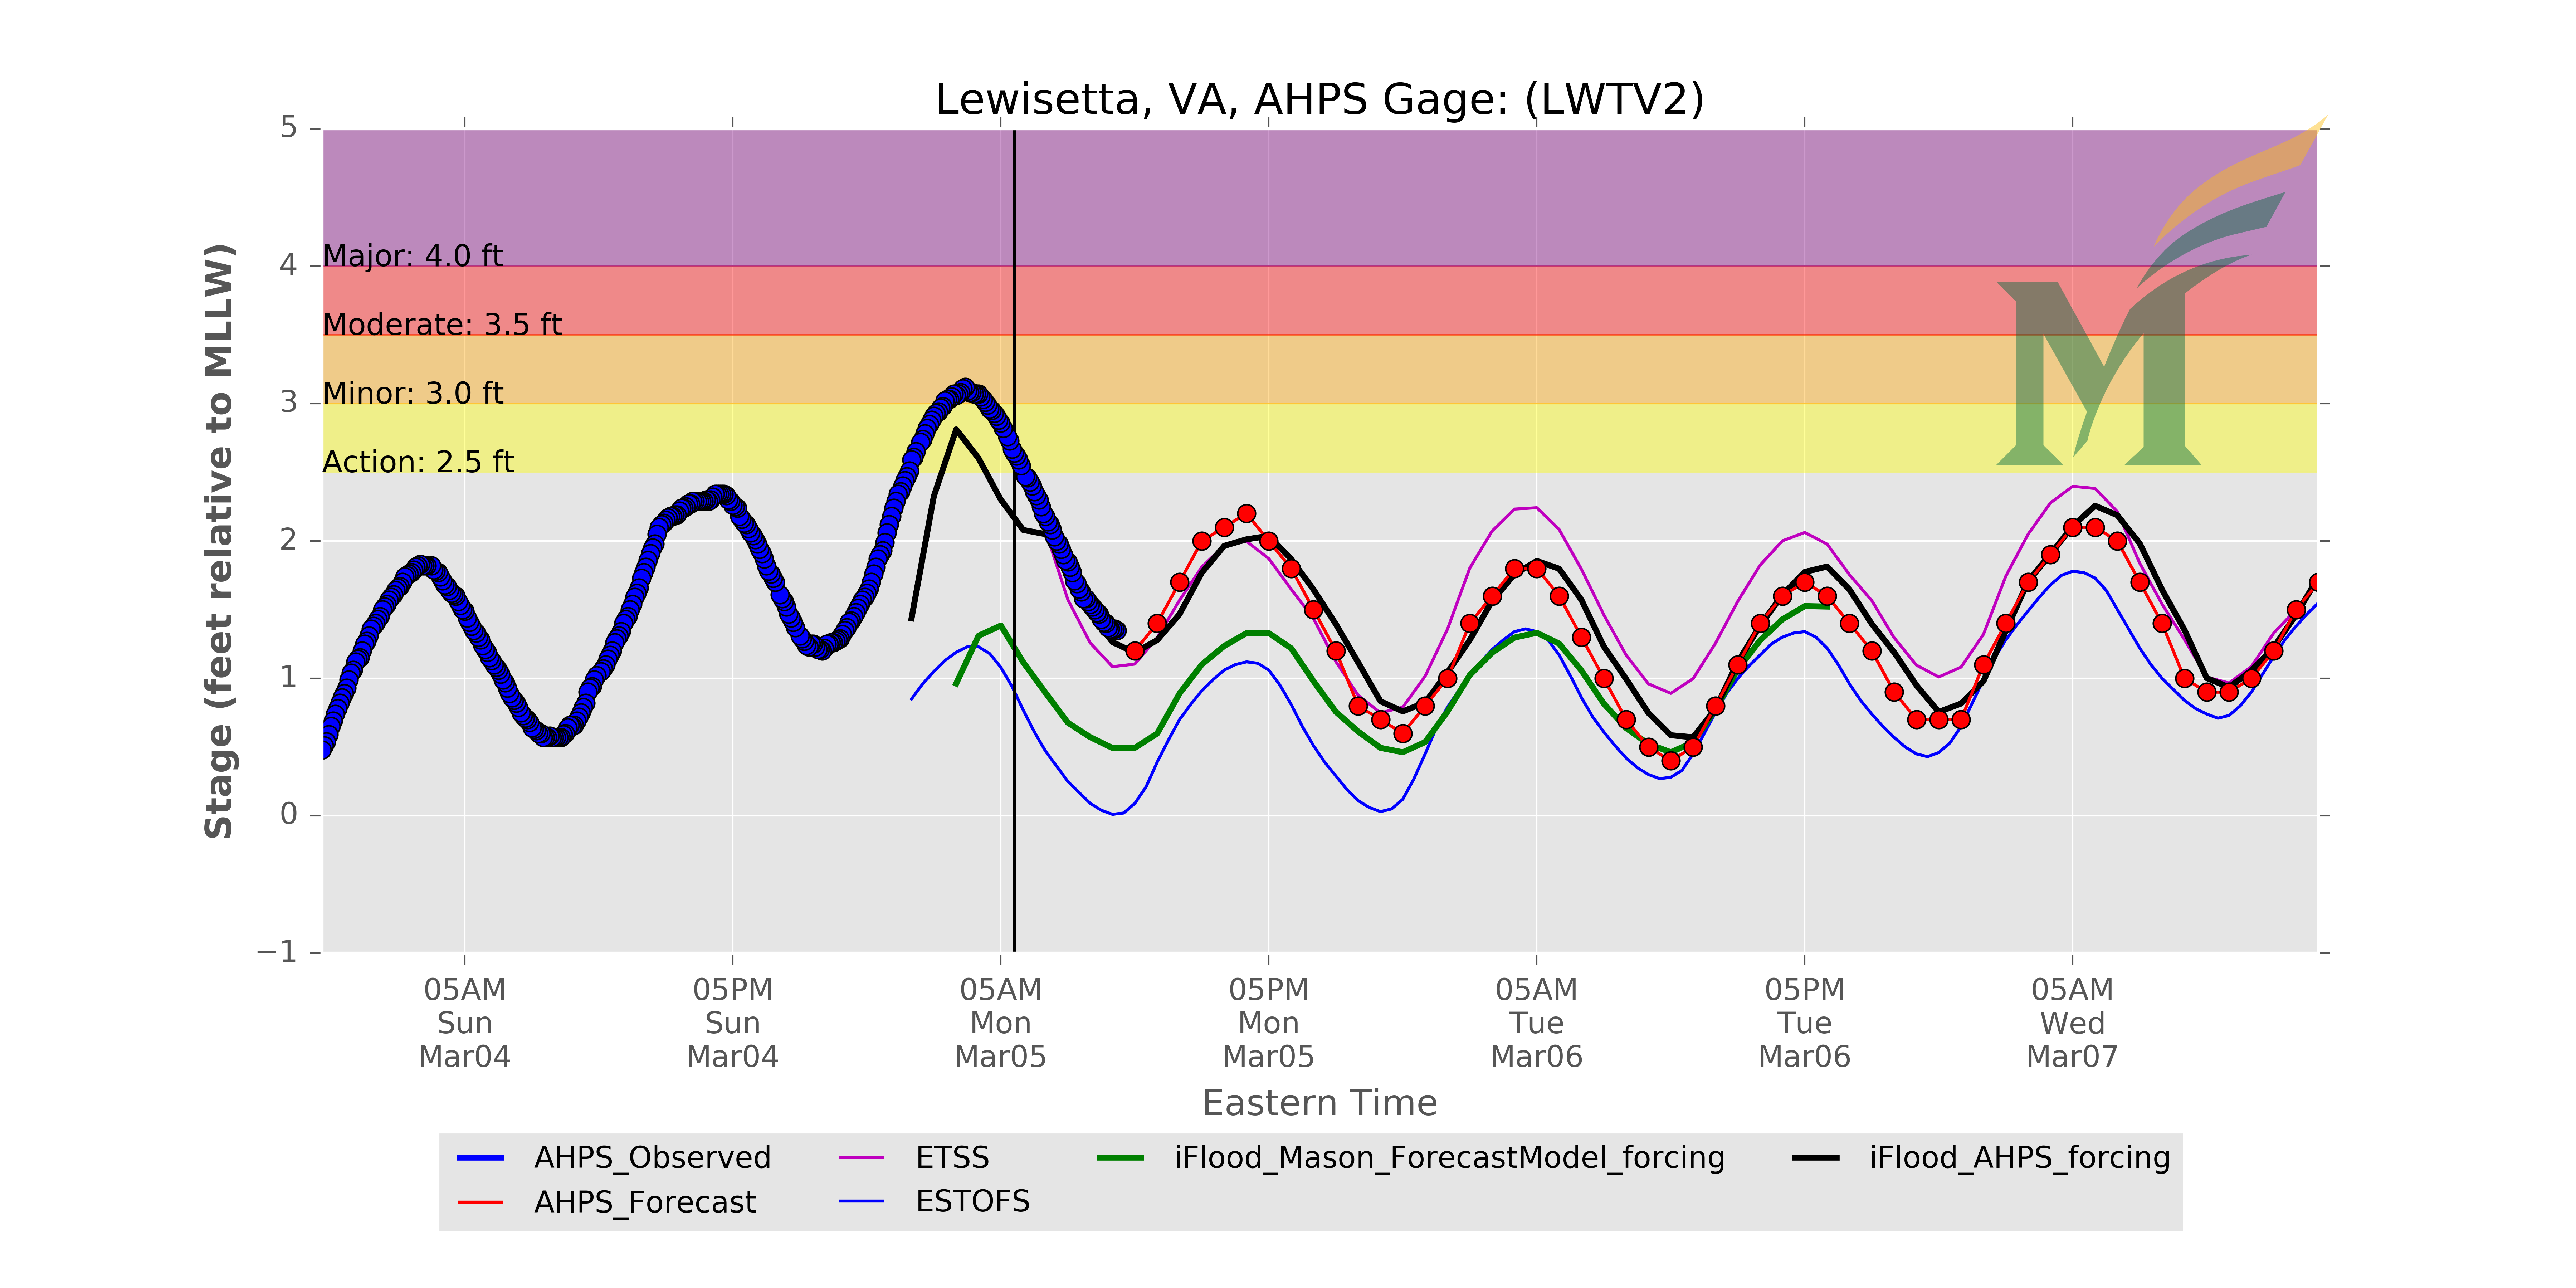 Lewisetta, VA, AHPS Gage: (LWTV2)
Stage (feet relative to MLLW)
5
4
3
2
1
0
−1
Major: 4.0 ft
Moderate: 3.5 ft
Minor: 3.0 ft
Action: 2.5 ft
05AM 05PM 05AM 05PM 05AM 05PM 05AM
Sun Sun Mon Mon Tue Tue Wed
Mar04 Mar04 Mar05 Mar05 Mar06 Mar06 Mar07
Eastern Time
AHPS_Observed ETSS iFlood_Mason_ForecastModel_forcing iFlood_AHPS_forcing
AHPS_Forecast ESTOFS